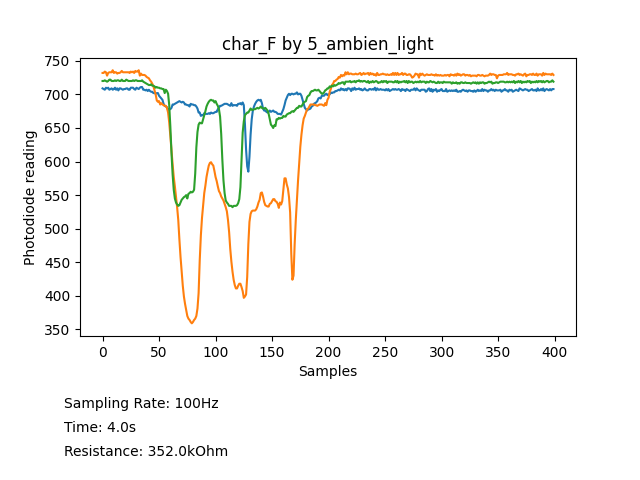 char_F by 5_ambien_light
750
700
650
600
550
500
450
400
350
Photodiode reading
0 50 100 150 200 250 300 350 400
Samples
Sampling Rate: 100Hz
Time: 4.0s
Resistance: 352.0kOhm